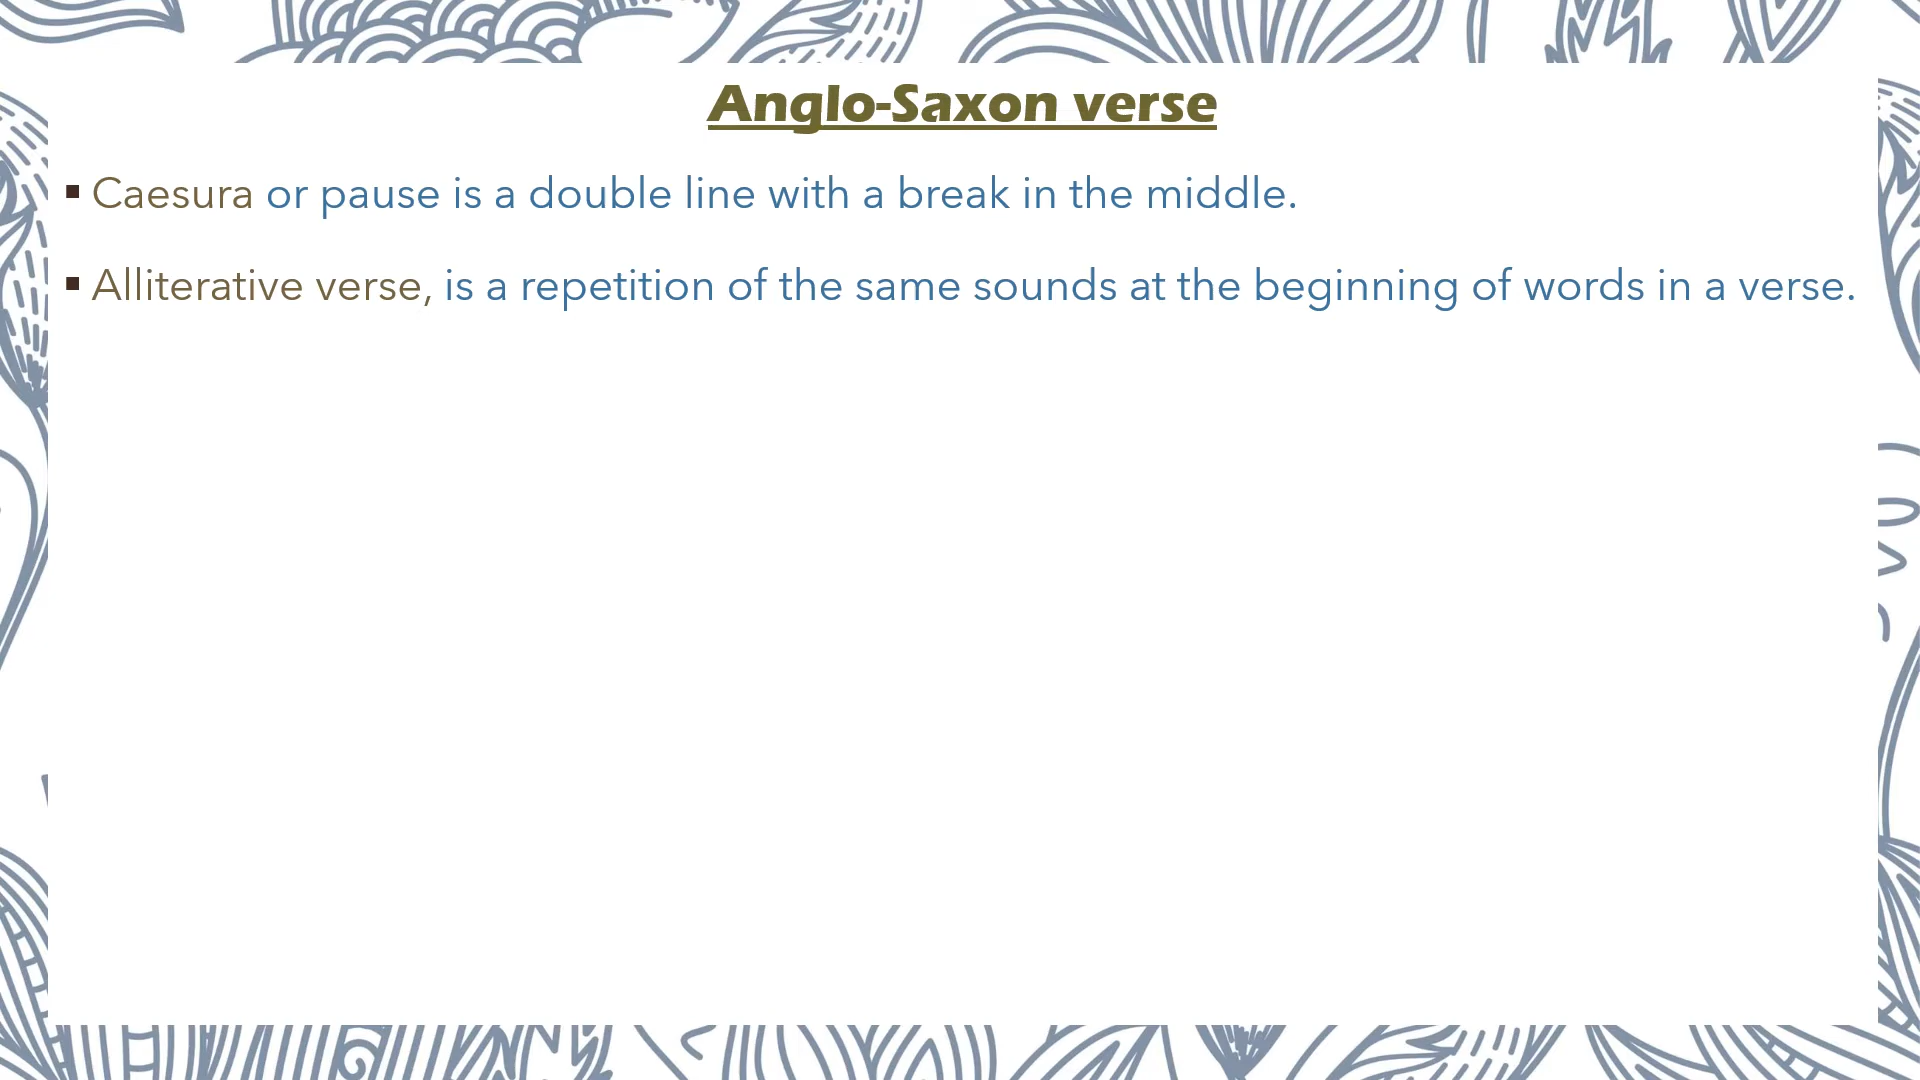 Anglo-Saxon verse
▪ Caesura or pause is a double line with a break in the middle.
▪ Alliterative verse, is a repetition of the same sounds at the beginning of words in a verse.